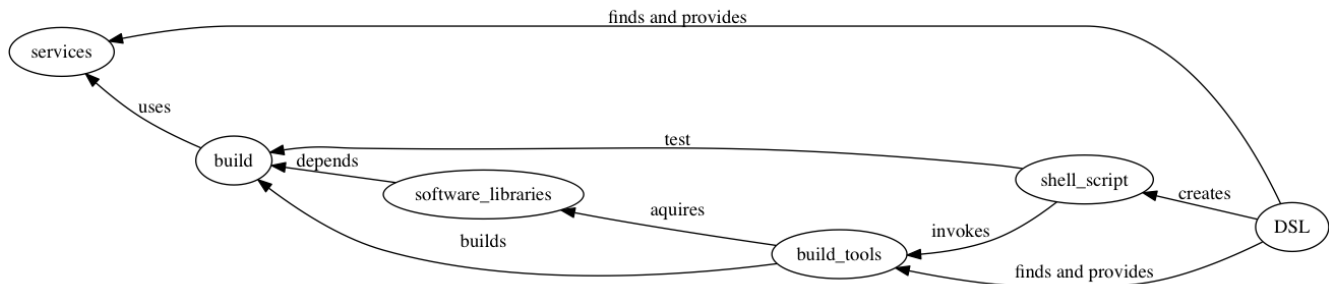 finds and provides
services
uses
test
build
depends
shell_script
software_libraries
creates
aquires
DSL
invokes
builds
build_tools
finds and provides